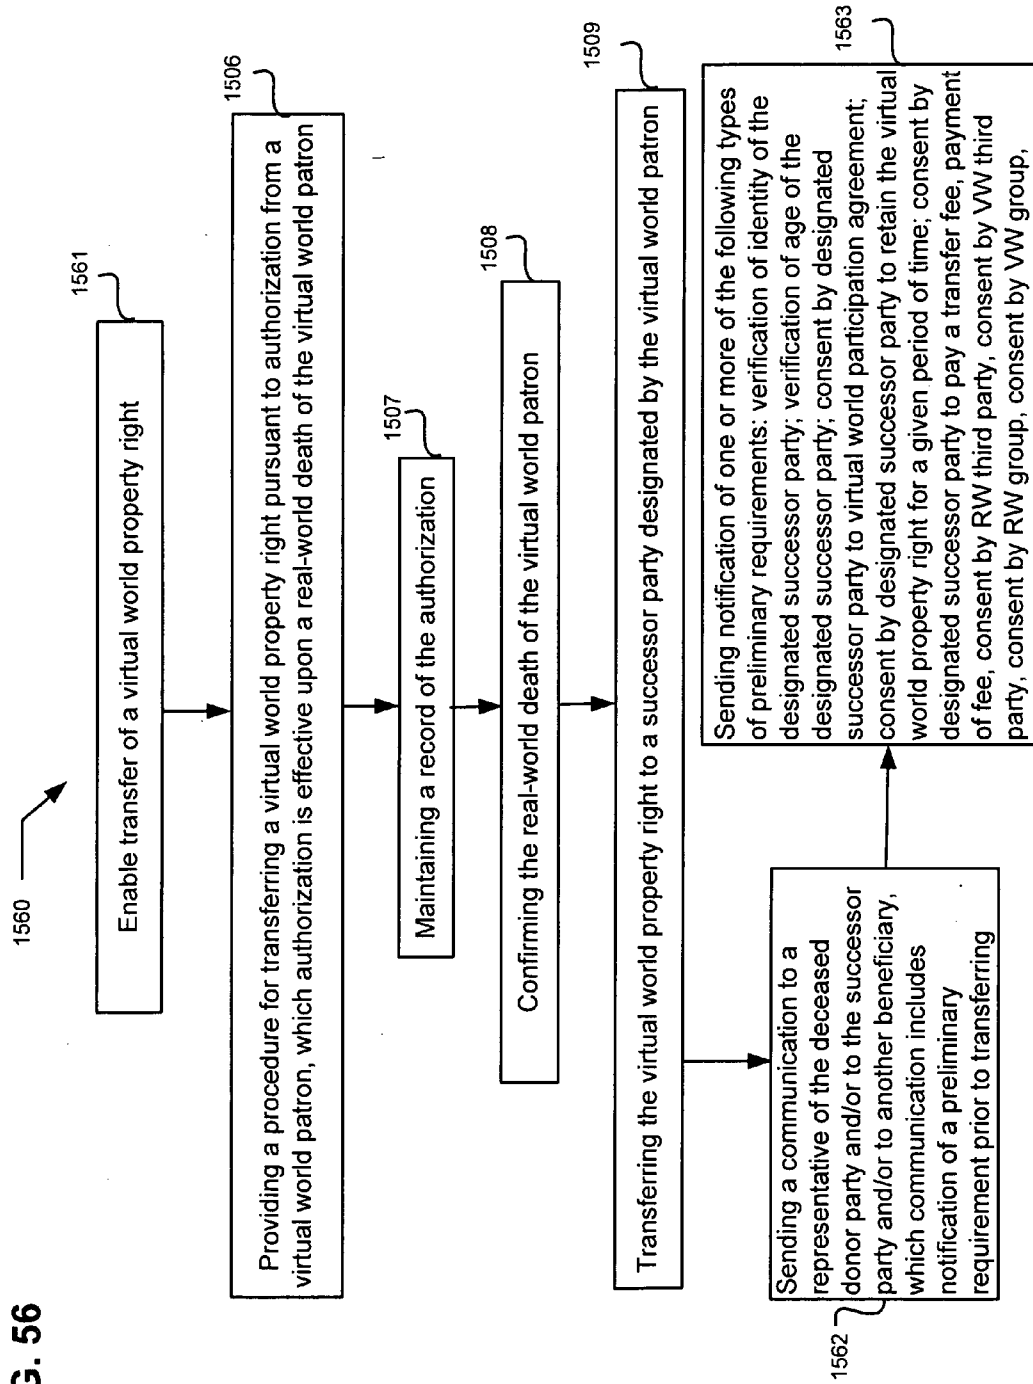 1560
1561
Enable transfer of a virtual world property right
1506
Providing a procedure for transferring a virtual world property right pursuant to authorization from a
virtual world patron, which authorization is effective upon a real-world death of the virtual world patron
1507
Maintaining a record of the authorization
1508
Confirming the real-world death of the virtual world patron
1509
Transferring the virtual world property right to a successor party designated by the virtual world patron
1562
Sending a communication to a
representative of the deceased
donor party and/or to the successor
party and/or to another beneficiary,
which communication includes
notification of a preliminary
requirement prior to transferring
1563
Sending notification of one or more of the following types
of preliminary requirements: verification of identity of the
designated successor party; verification of age of the
designated successor party; consent by designated
successor party to virtual world participation agreement;
consent by designated successor party to retain the virtual
world property right for a given period of time; consent by
designated successor party to pay a transfer fee, payment
of fee, consent by RW third party, consent by VW third
party, consent by RW group, consent by VW group,
G. 56